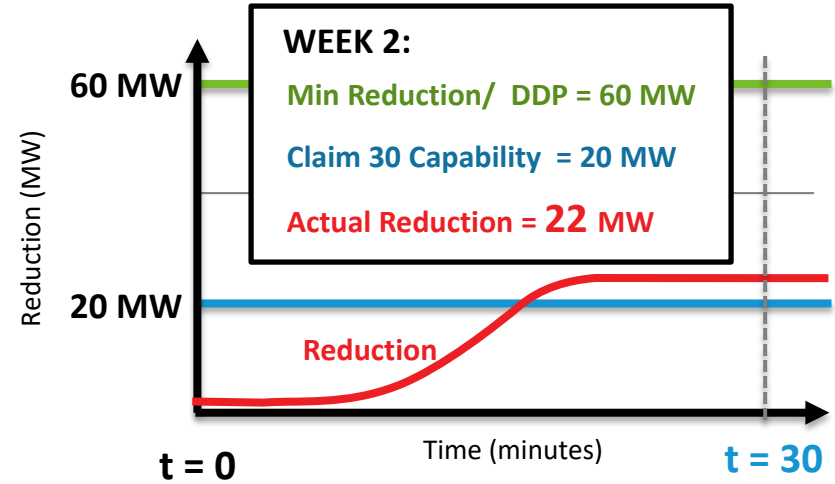 WEEK 2:
Min Reduction/ DDP = 60 MW
Claim 30 Capability = 20 MW
Actual Reduction = 22 MW
60 MW
Reduction (MW)
20 MW
Reduction
Time (minutes)
t = 0
t = 30